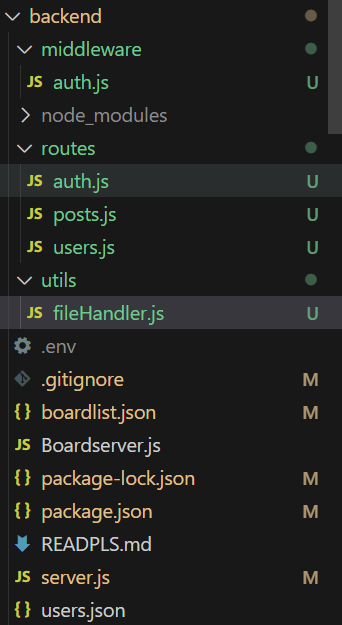 backend
middleware
JS auth.js U
node_modules
routes
JS auth.js U
JS posts.js U
JS users.js U
utils
JS fileHandler.js U
.env
.gitignore M
{} boardlist.json M
JS Boardserver.js
{} package-lock.json M
{} package.json M
READPLS.md
JS server.js M
{} users.json